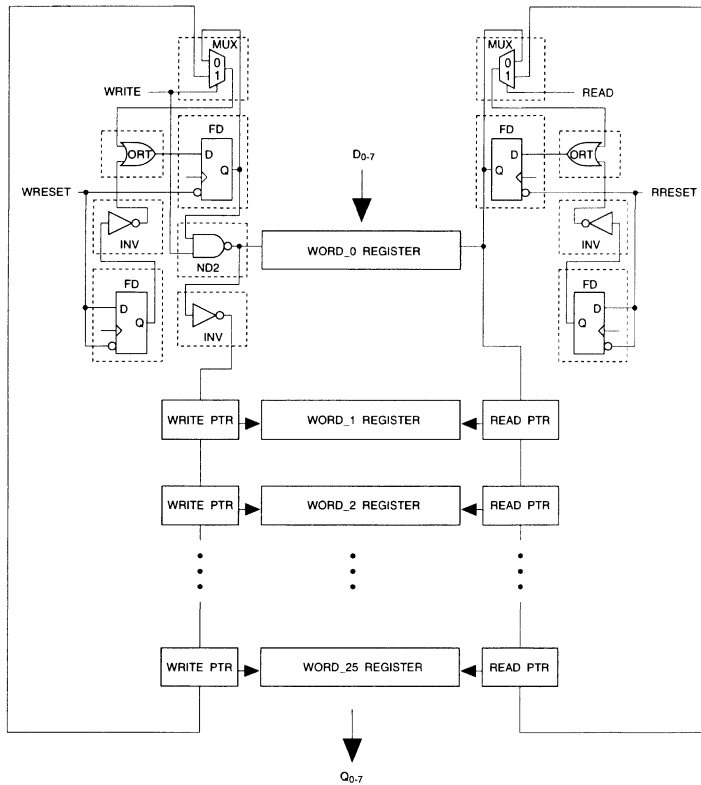 MUX
MUX
0
1
0
1
WRITE
READ
FD
FD
ORT
D
Q
D0-7
Q
D
ORT
WRESET
RRESET
INV
ND2
WORD_0 REGISTER
INV
FD
D
Q
INV
FD
Q
D
WRITE PTR
WORD_1 REGISTER
READ PTR
WRITE PTR
WORD_2 REGISTER
READ PTR
WRITE PTR
WORD_25 REGISTER
READ PTR
Q0-7